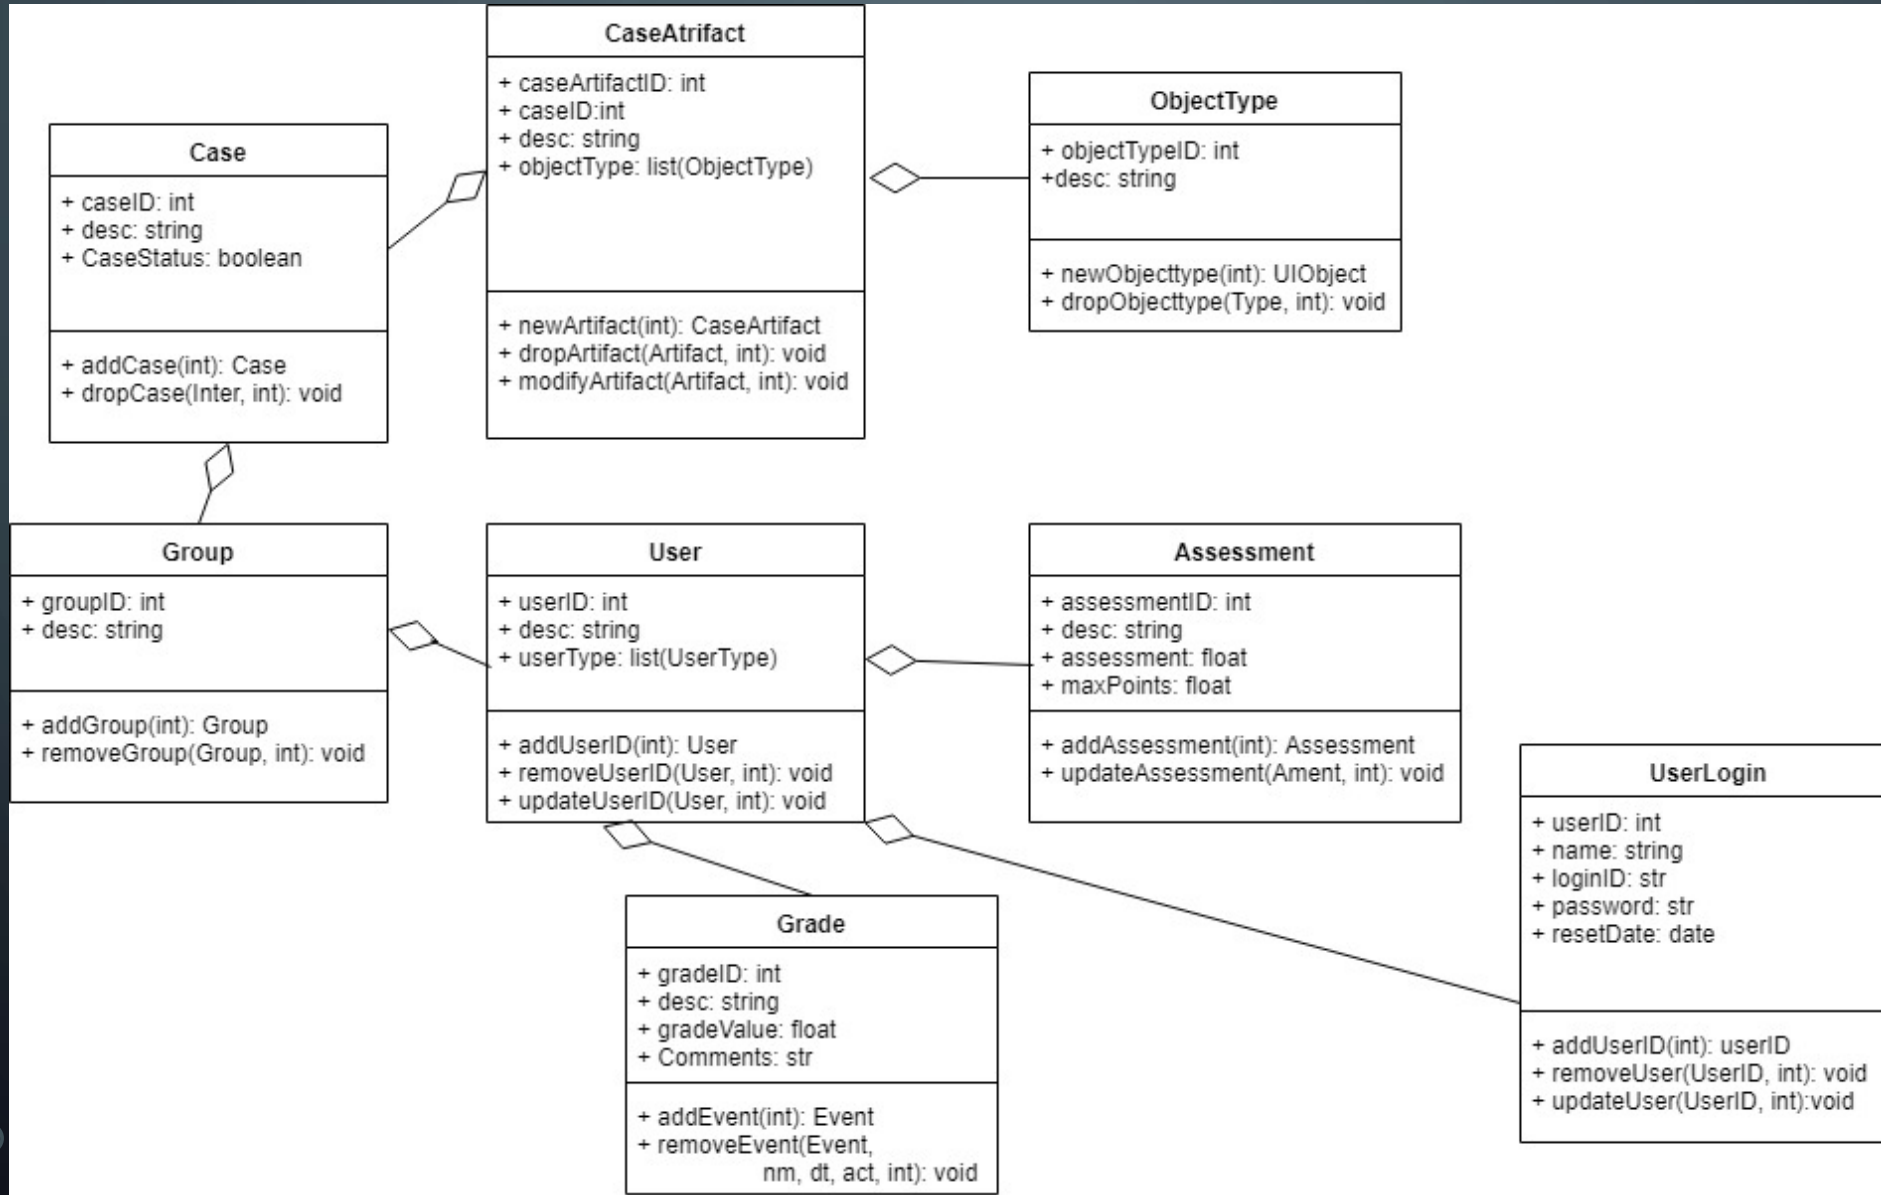 CaseAtrifact
+ caseArtifactID: int
+ caseID:int
+ desc: string
+ objectType: list(ObjectType)
+ newArtifact(int): CaseArtifact
+ dropArtifact(Artifact, int): void
+ modifyArtifact(Artifact, int): void
ObjectType
+ objectTypeID: int
+desc: string
+ newObjecttype(int): UIObject
+ dropObjecttype(Type, int): void
Case
+ caseID: int
+ desc: string
+ CaseStatus: boolean
+ addCase(int): Case
+ dropCase(Inter, int): void
Group
+ groupID: int
+ desc: string
+ addGroup(int): Group
+ removeGroup(Group, int): void
User
+ userID: int
+ desc: string
+ userType: list(UserType)
+ addUserID(int): User
+ removeUserID(User, int): void
+ updateUserID(User, int): void
Assessment
+ assessmentID: int
+ desc: string
+ assessment: float
+ maxPoints: float
+ addAssessment(int): Assessment
+ updateAssessment(Ament, int): void
UserLogin
+ userID: int
+ name: string
+ loginID: str
+ password: str
+ resetDate: date
+ addUserID(int): userID
+ removeUser(UserID, int): void
+ updateUser(UserID, int):void
Grade
+ gradeID: int
+ desc: string
+ gradeValue: float
+ Comments: str
+ addEvent(int): Event
+ removeEvent(Event,
nm, dt, act, int): void